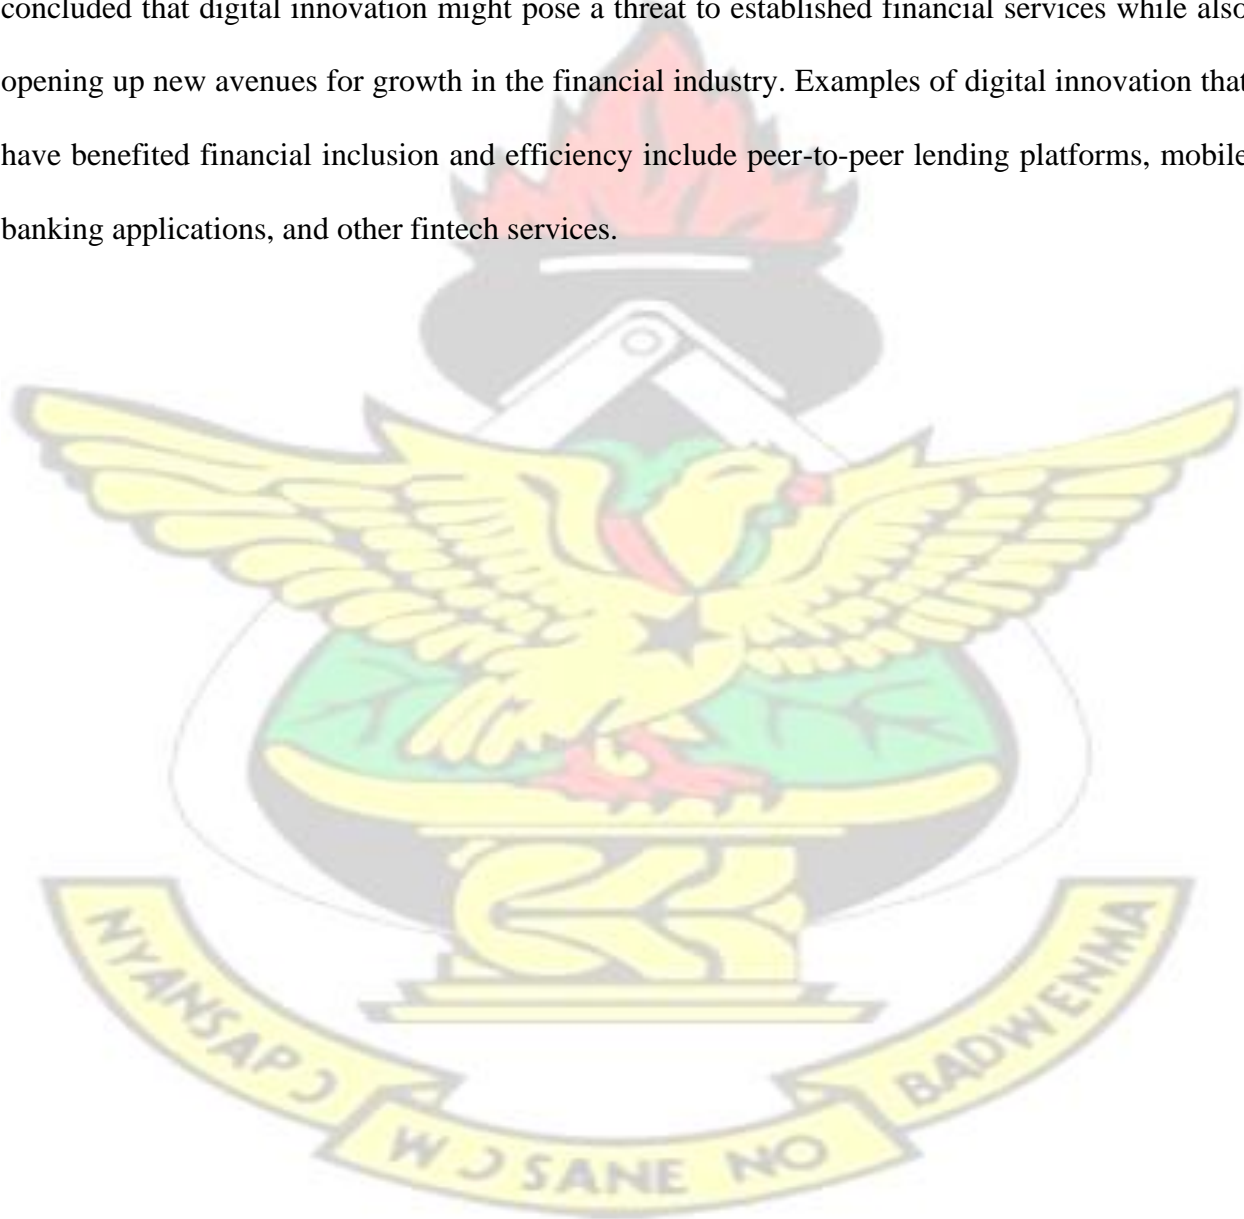 concluded that digital innovation might pose a threat to established financial services while also
opening up new avenues for growth in the financial industry. Examples of digital innovation that
have benefited financial inclusion and efficiency include peer-to-peer lending platforms, mobile
banking applications, and other fintech services.
NYANSAPƆ
WƆSANE NO
BADWENMA